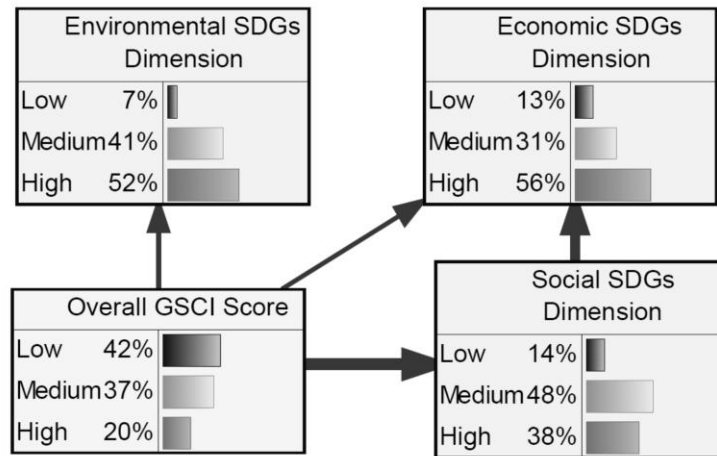 Environmental SDGs
Dimension
Low 7%
Medium 41%
High 52%
Economic SDGs
Dimension
Low 13%
Medium 31%
High 56%
Overall GSCI Score
Low 42%
Medium 37%
High 20%
Social SDGs
Dimension
Low 14%
Medium 48%
High 38%